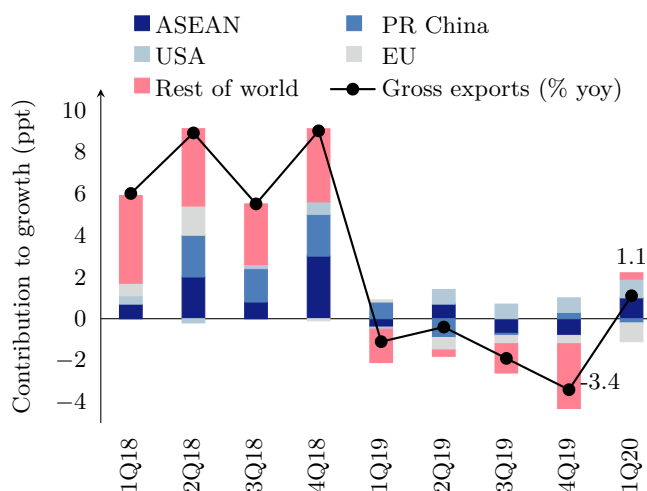 ASEAN PR China
USA EU
Rest of world Gross exports (% yoy)
Contribution to growth (ppt)
10
8
6
4
2
0
−2
−4
1.1
-3.4
1Q18 2Q18 3Q18 4Q18 1Q19 2Q19 3Q19 4Q19 1Q20